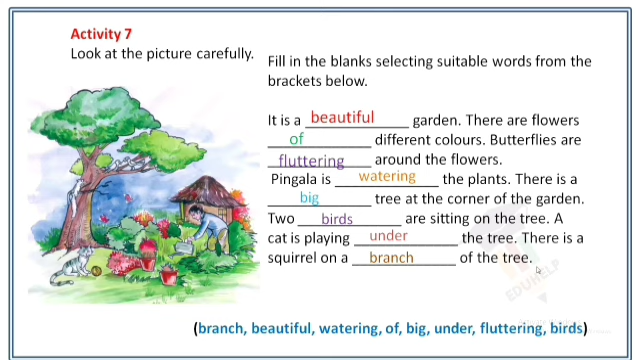 Activity 7
Look at the picture carefully.
Fill in the blanks selecting suitable words from the
brackets below.
It is a beautiful garden. There are flowers
of different colours. Butterflies are
fluttering around the flowers.
Pingala is watering the plants. There is a
big tree at the corner of the garden.
Two birds are sitting on the tree. A
cat is playing under the tree. There is a
squirrel on a branch of the tree.
EDUHELP
(branch, beautiful, watering, of, big, under, fluttering, birds)